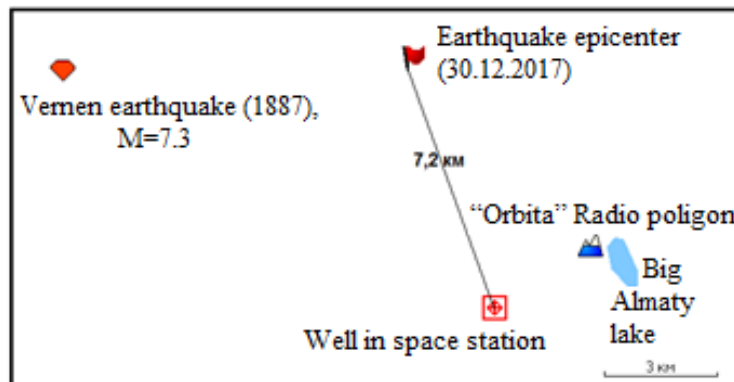 Earthquake epicenter
(30.12.2017)
Vernen earthquake (1887),
M=7.3
7,2 км
“Orbita” Radio poligon
Big
Almaty
lake
Well in space station
3 км